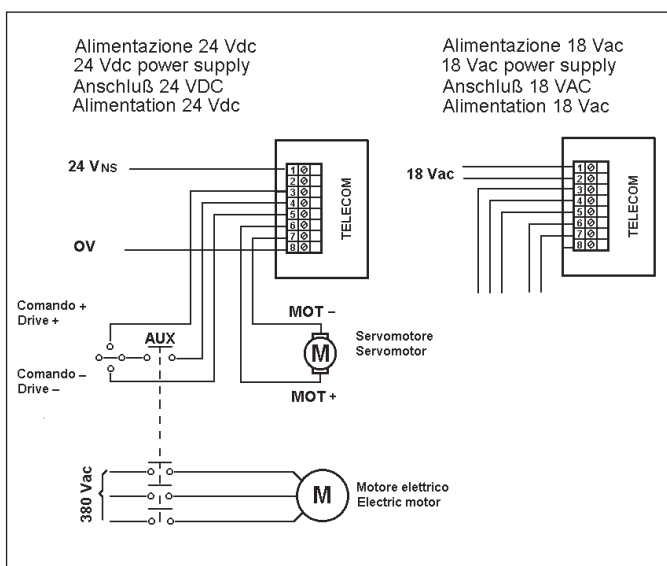 Alimentazione 24 Vdc
24 Vdc power supply
Anschluß 24 VDC
Alimentation 24 Vdc
Alimentazione 18 Vac
18 Vac power supply
Anschluß 18 VAC
Alimentation 18 Vac
24 VNS
0V
1
2
3
4
5
6
7
8
TELECOM
18 Vac
1
2
3
4
5
6
7
8
TELECOM
Comando +
Drive +
AUX
Comando –
Drive –
MOT –
M
MOT +
Servomotore
Servomotor
380 Vac
M
Motore elettrico
Electric motor